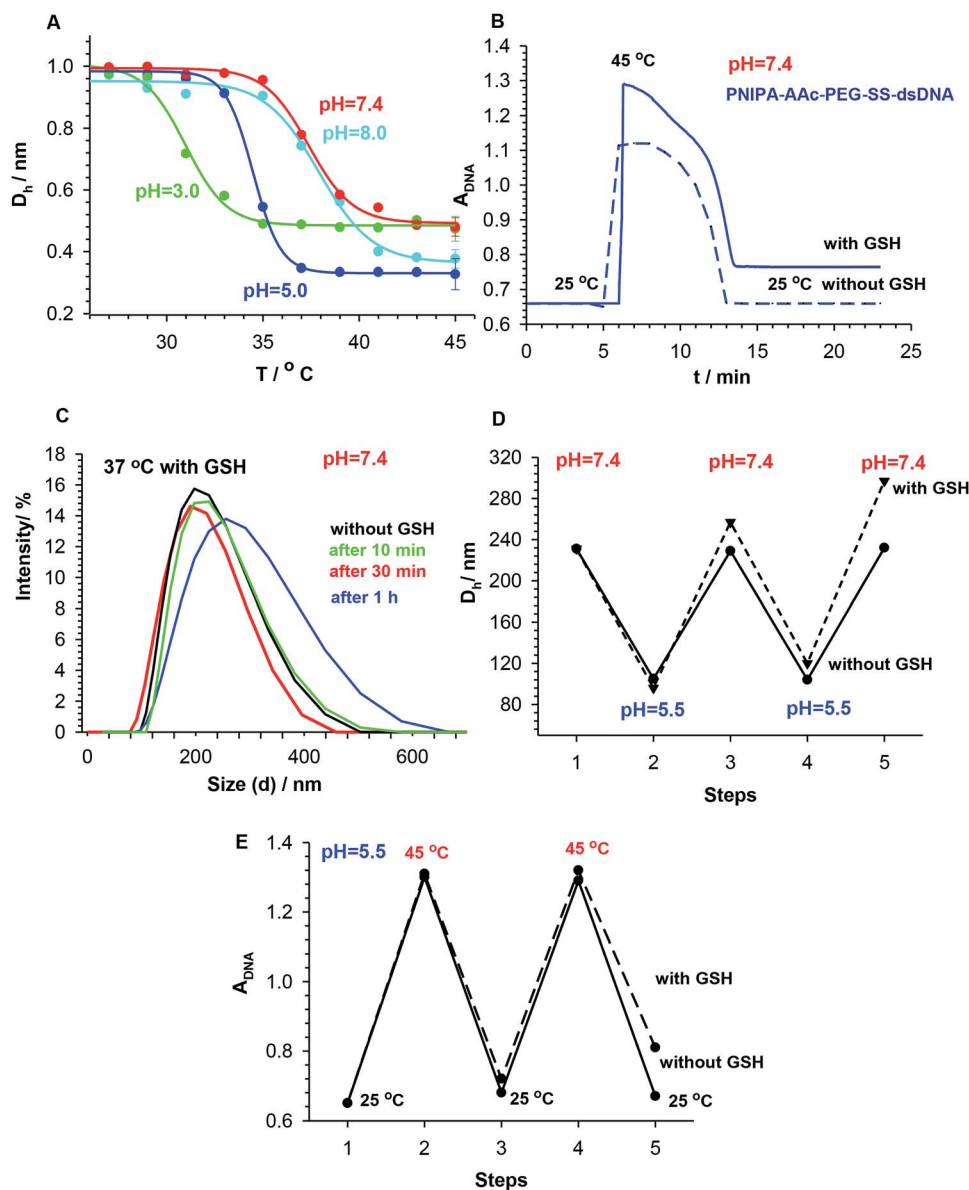 A
1.0
0.8
0.6
0.4
0.2
D_h / nm
pH=7.4
pH=8.0
pH=3.0
pH=5.0
30 35 40 45
T / °C
B
1.4
1.3
1.2
1.1
1.0
0.9
0.8
0.7
0.6
A_DNA
45 °C
pH=7.4
PNIPA-AAc-PEG-SS-dsDNA
with GSH
25 °C
25 °C without GSH
0 5 10 15 20 25
t / min
C
18
16
14
12
10
8
6
4
2
0
Intensity/ %
37 °C with GSH
pH=7.4
without GSH
after 10 min
after 30 min
after 1 h
0 200 400 600
Size (d) / nm
D
320
280
240
200
160
120
80
D_h/ nm
pH=7.4 pH=7.4 pH=7.4
with GSH
without GSH
pH=5.5 pH=5.5
1 2 3 4 5
Steps
E
1.4
1.2
1.0
0.8
0.6
A_DNA
pH=5.5
45 °C 45 °C
with GSH
without GSH
25 °C 25 °C 25 °C
1 2 3 4 5
Steps